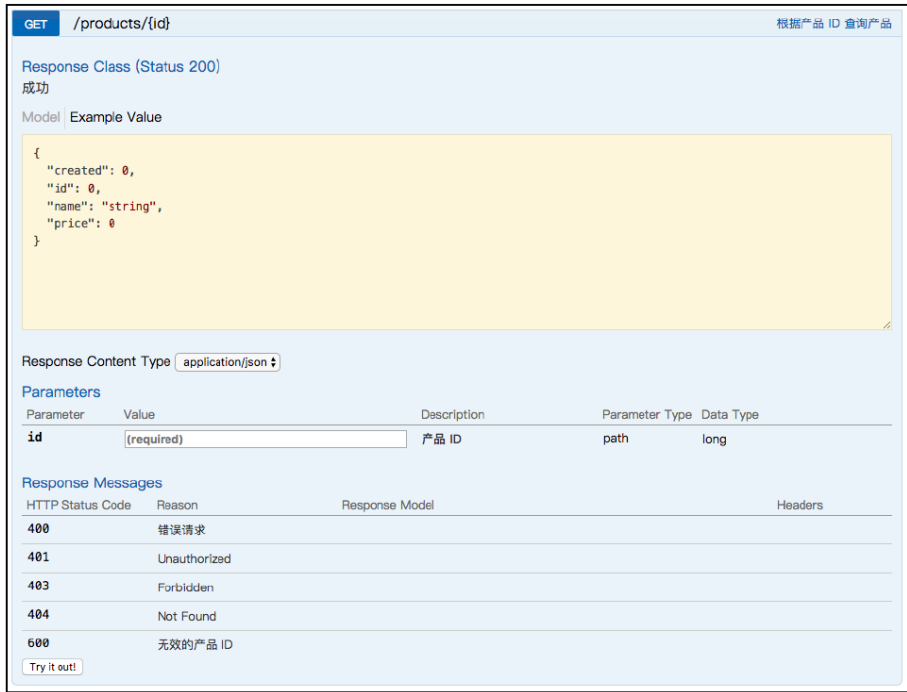 GET /products/{id} 根据产品 ID 查询产品
Response Class (Status 200)
成功
Model Example Value
{
"created": 0,
"id": 0,
"name": "string",
"price": 0
}
Response Content Type application/json
Parameters
Parameter Value Description Parameter Type Data Type
id (required) 产品 ID path long
Response Messages
HTTP Status Code Reason Response Model Headers
400 错误请求
401 Unauthorized
403 Forbidden
404 Not Found
600 无效的产品 ID
Try it out!